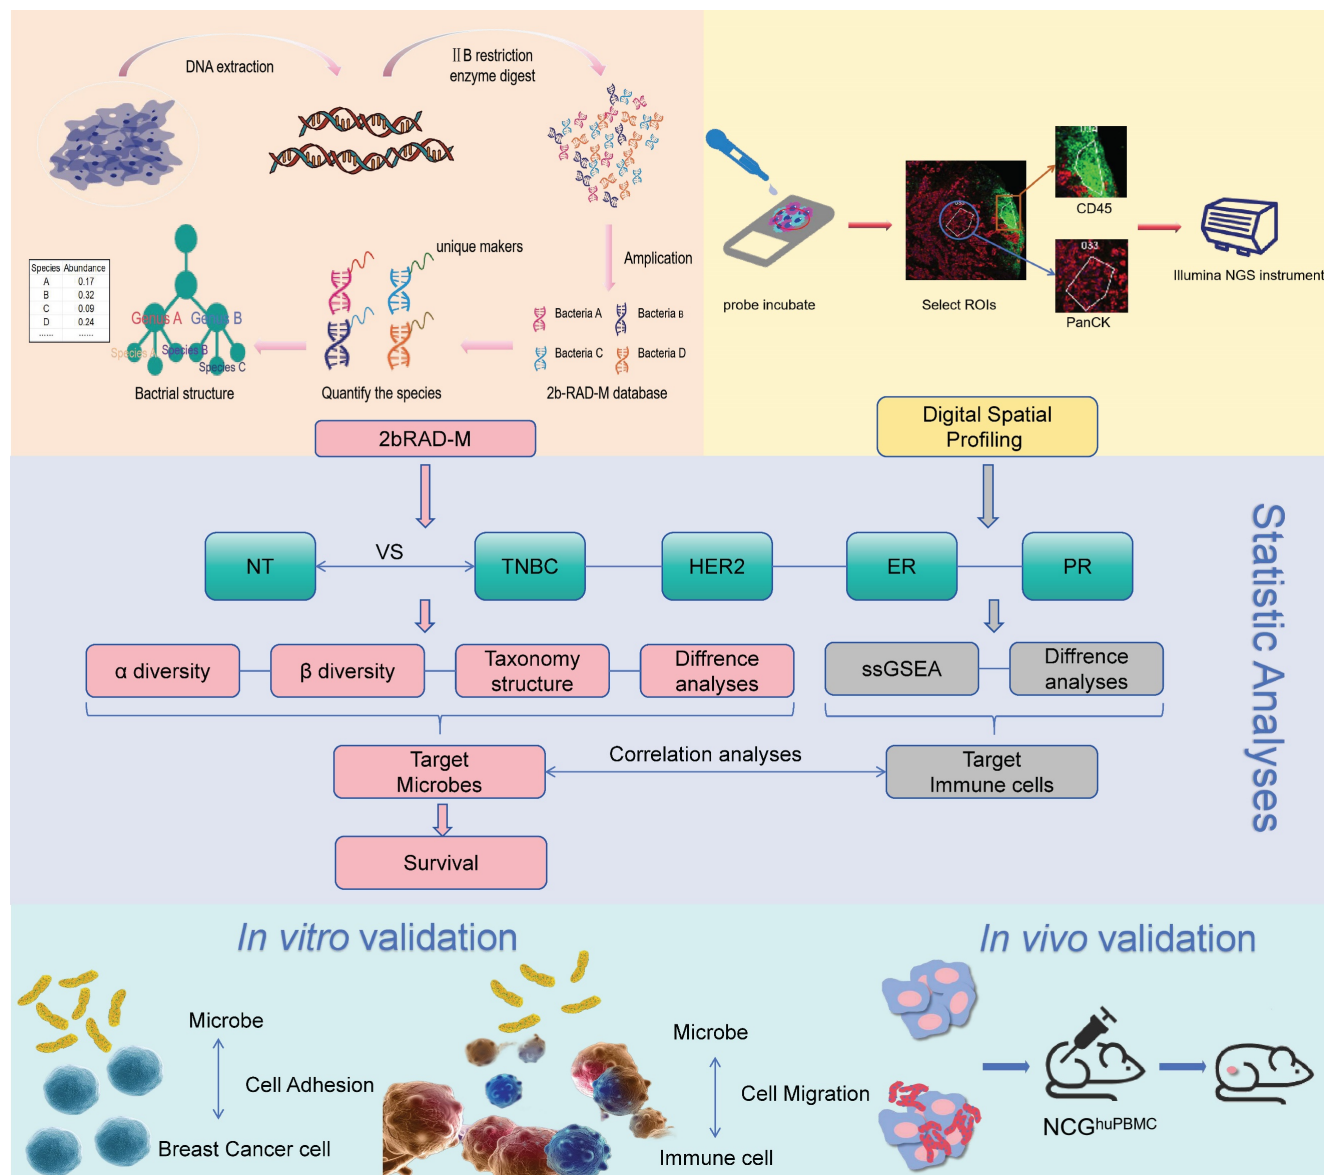 DNA extraction
ⅡB restriction
enzyme digest
Species Abundance
A 0.17
B 0.32
C 0.09
D 0.24
...... ......
Genus A
Genus B
Species A
Species B
Species C
Bactrial structure
unique makers
Quantify the species
Amplication
Bacteria A
Bacteria B
Bacteria C
Bacteria D
2b-RAD-M database
2bRAD-M
probe incubate
033
Select ROIs
CD45
033
PanCK
Illumina NGS instrument
Digital Spatial
Profiling
Statistic Analyses
NT
VS
TNBC
HER2
ER
PR
α diversity
β diversity
Taxonomy
structure
Diffrence
analyses
ssGSEA
Diffrence
analyses
Target
Microbes
Correlation analyses
Target
Immune cells
Survival
In vitro validation
Microbe
Cell Adhesion
Breast Cancer cell
Microbe
Cell Migration
Immune cell
In vivo validation
NCGhuPBMC